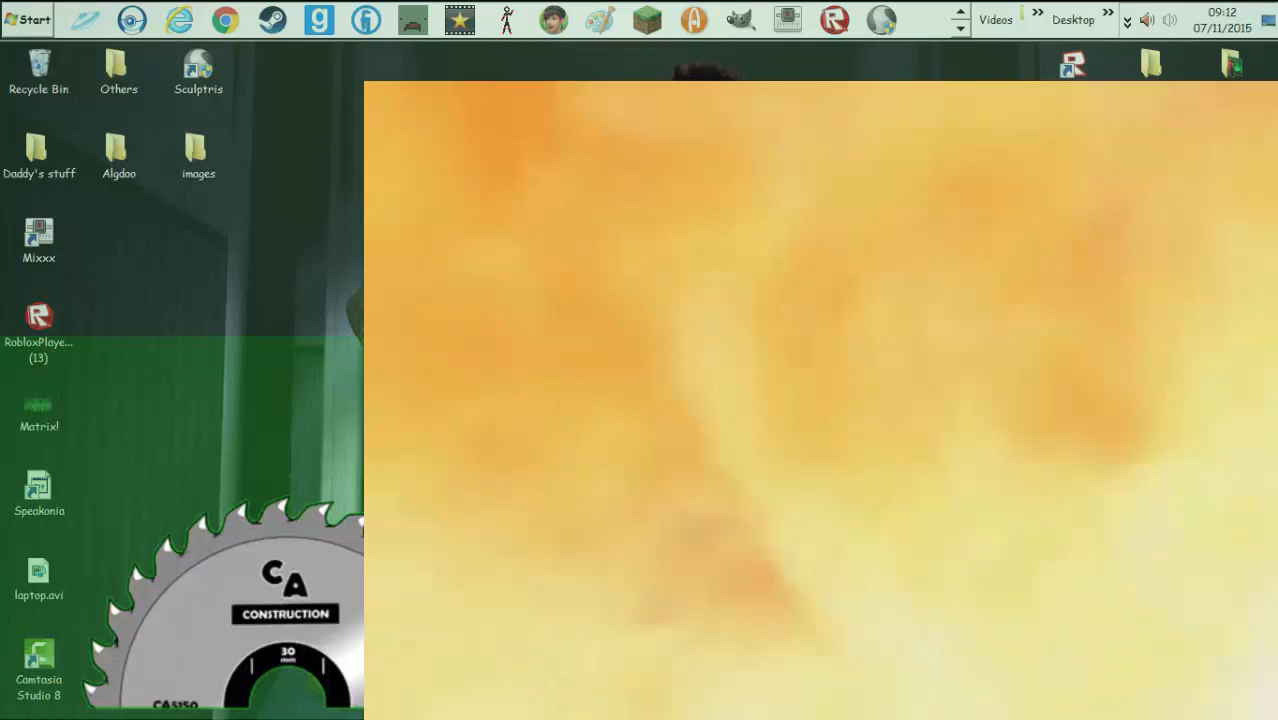 Start
Videos
»
Desktop
»
09:12
07/11/2015
Recycle Bin
Others
Sculptris
Daddy's stuff
Algdoo
images
Mixxx
RobloxPlaye...
(13)
Matrix!
Speakonia
laptop.avi
Camtasia
Studio 8
CA
CONSTRUCTION
30
mm
CA5150